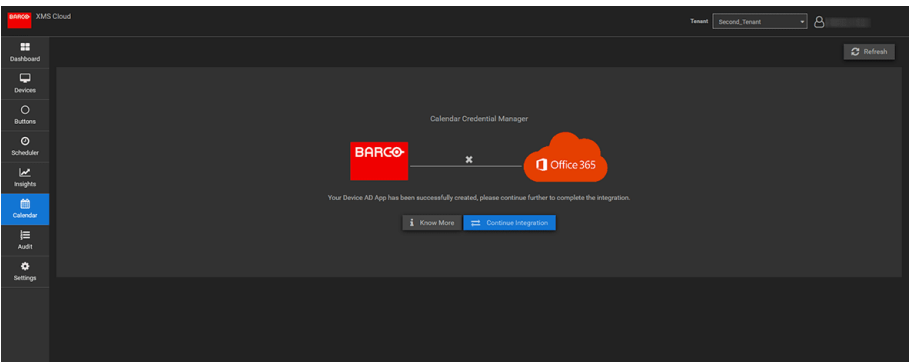 BARCO XMS Cloud
Tenant Second_Tenant
Refresh
Dashboard
Devices
Buttons
Scheduler
Insights
Calendar
Audit
Settings
Calendar Credential Manager
BARCO
Office 365
Your Device AD App has been successfully created, please continue further to complete the integration.
Know More
Continue Integration